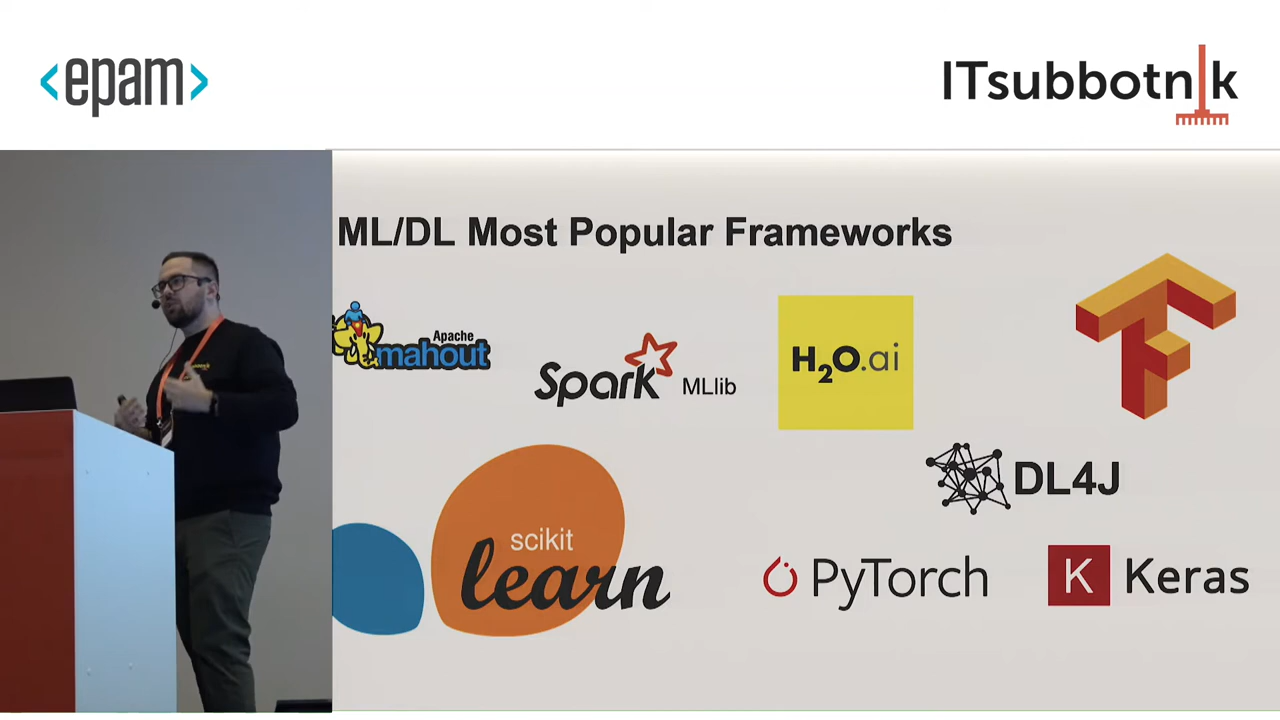 <epam>
ITsubbotnik
ML/DL Most Popular Frameworks
Apache
mahout
Spark MLlib
H2O.ai
DL4J
scikit
learn
PyTorch
K Keras